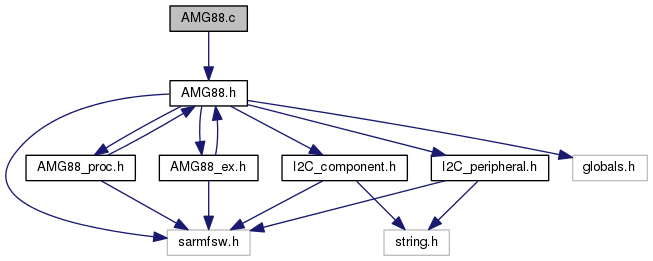 AMG88.c
AMG88.h
AMG88_proc.h
AMG88_ex.h
I2C_component.h
I2C_peripheral.h
globals.h
sarmfsw.h
string.h